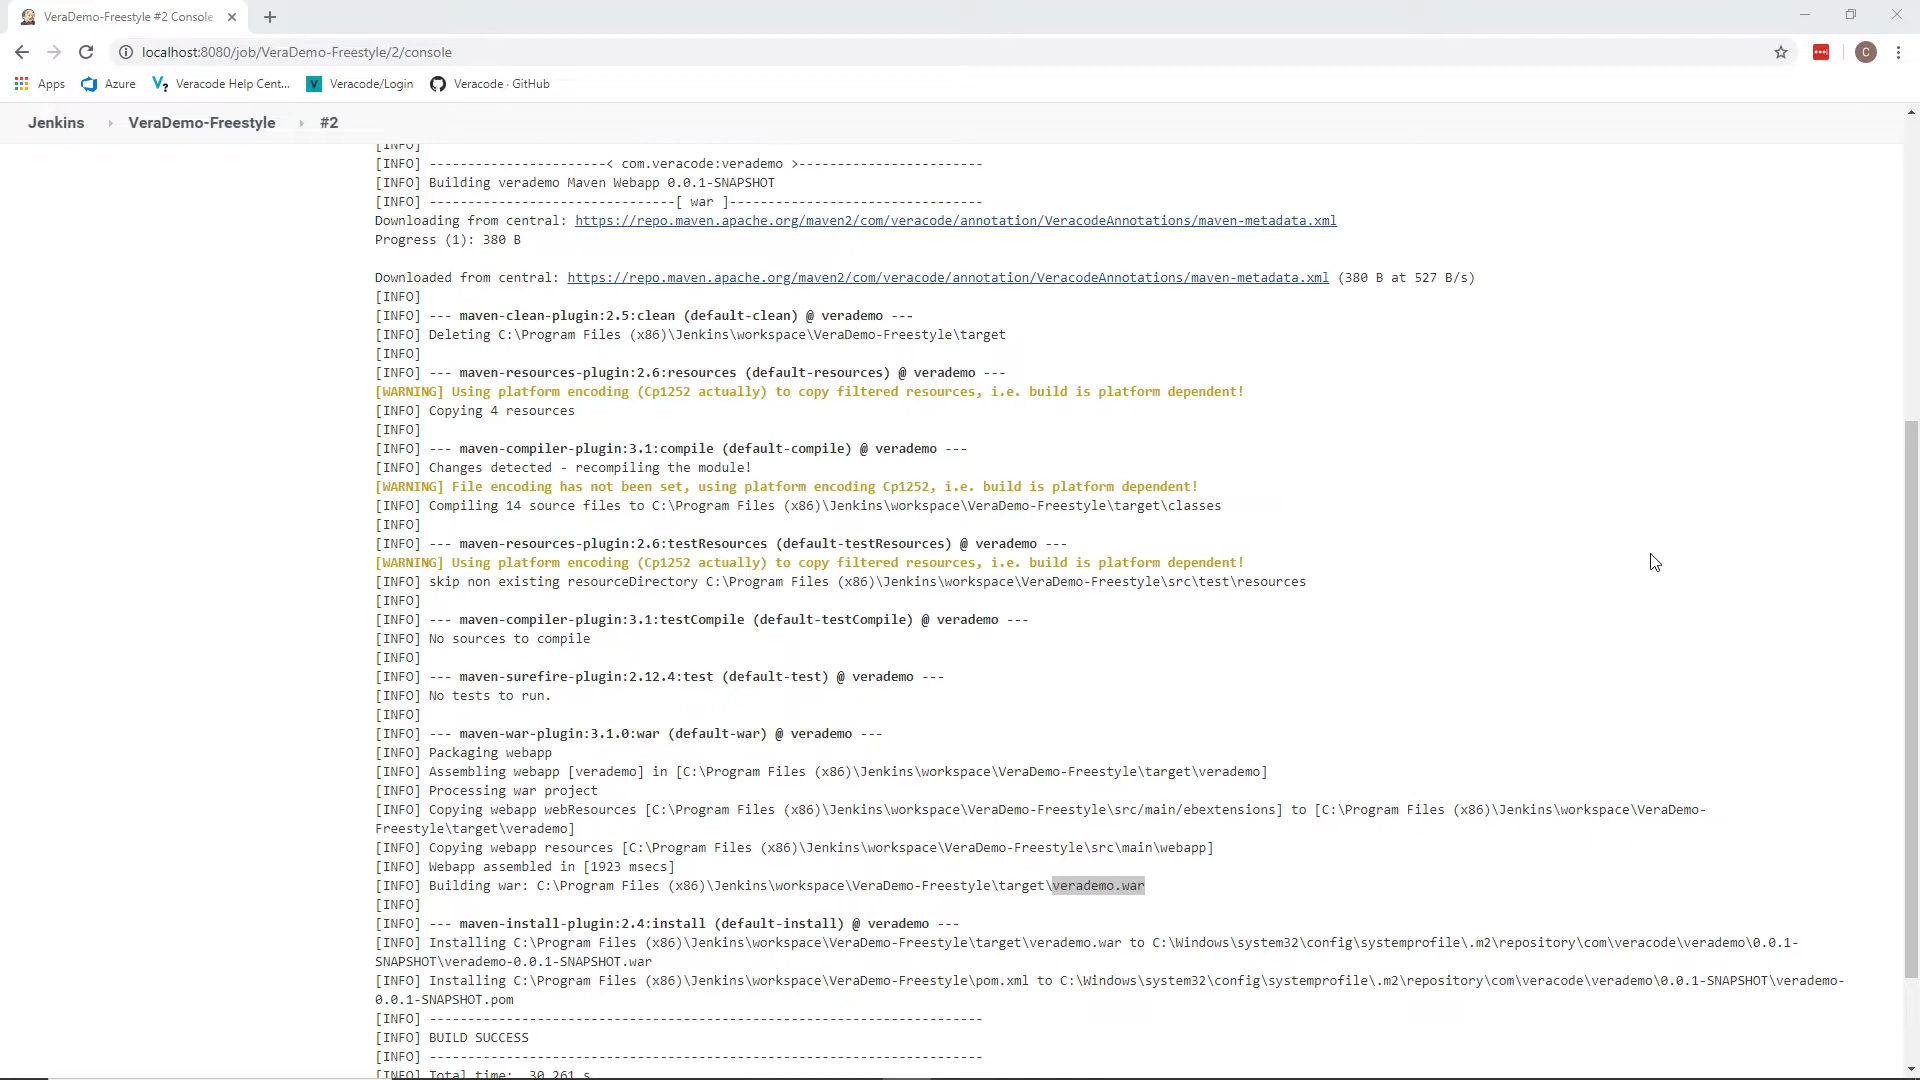 VeraDemo-Freestyle #2 Console
localhost:8080/job/VeraDemo-Freestyle/2/console
C
Apps
Azure
Veracode Help Cent...
Veracode/Login
Veracode · GitHub
Jenkins
VeraDemo-Freestyle
#2
[INFO]
[INFO] -----------------------< com.veracode:verademo >------------------------
[INFO] Building verademo Maven Webapp 0.0.1-SNAPSHOT
[INFO] --------------------------------[ war ]---------------------------------
Downloading from central: https://repo.maven.apache.org/maven2/com/veracode/annotation/VeracodeAnnotations/maven-metadata.xml
Progress (1): 380 B
Downloaded from central: https://repo.maven.apache.org/maven2/com/veracode/annotation/VeracodeAnnotations/maven-metadata.xml (380 B at 527 B/s)
[INFO]
[INFO] --- maven-clean-plugin:2.5:clean (default-clean) @ verademo ---
[INFO] Deleting C:\Program Files (x86)\Jenkins\workspace\VeraDemo-Freestyle\target
[INFO]
[INFO] --- maven-resources-plugin:2.6:resources (default-resources) @ verademo ---
[WARNING] Using platform encoding (Cp1252 actually) to copy filtered resources, i.e. build is platform dependent!
[INFO] Copying 4 resources
[INFO]
[INFO] --- maven-compiler-plugin:3.1:compile (default-compile) @ verademo ---
[INFO] Changes detected - recompiling the module!
[WARNING] File encoding has not been set, using platform encoding Cp1252, i.e. build is platform dependent!
[INFO] Compiling 14 source files to C:\Program Files (x86)\Jenkins\workspace\VeraDemo-Freestyle\target\classes
[INFO]
[INFO] --- maven-resources-plugin:2.6:testResources (default-testResources) @ verademo ---
[WARNING] Using platform encoding (Cp1252 actually) to copy filtered resources, i.e. build is platform dependent!
[INFO] skip non existing resourceDirectory C:\Program Files (x86)\Jenkins\workspace\VeraDemo-Freestyle\src\test\resources
[INFO]
[INFO] --- maven-compiler-plugin:3.1:testCompile (default-testCompile) @ verademo ---
[INFO] No sources to compile
[INFO]
[INFO] --- maven-surefire-plugin:2.12.4:test (default-test) @ verademo ---
[INFO] No tests to run.
[INFO]
[INFO] --- maven-war-plugin:3.1.0:war (default-war) @ verademo ---
[INFO] Packaging webapp
[INFO] Assembling webapp [verademo] in [C:\Program Files (x86)\Jenkins\workspace\VeraDemo-Freestyle\target\verademo]
[INFO] Processing war project
[INFO] Copying webapp webResources [C:\Program Files (x86)\Jenkins\workspace\VeraDemo-Freestyle\src/main/ebextensions] to [C:\Program Files (x86)\Jenkins\workspace\VeraDemo-
Freestyle\target\verademo]
[INFO] Copying webapp resources [C:\Program Files (x86)\Jenkins\workspace\VeraDemo-Freestyle\src\main\webapp]
[INFO] Webapp assembled in [1923 msecs]
[INFO] Building war: C:\Program Files (x86)\Jenkins\workspace\VeraDemo-Freestyle\target\verademo.war
[INFO]
[INFO] --- maven-install-plugin:2.4:install (default-install) @ verademo ---
[INFO] Installing C:\Program Files (x86)\Jenkins\workspace\VeraDemo-Freestyle\target\verademo.war to C:\Windows\system32\config\systemprofile\.m2\repository\com\veracode\verademo\0.0.1-
SNAPSHOT\verademo-0.0.1-SNAPSHOT.war
[INFO] Installing C:\Program Files (x86)\Jenkins\workspace\VeraDemo-Freestyle\pom.xml to C:\Windows\system32\config\systemprofile\.m2\repository\com\veracode\verademo\0.0.1-SNAPSHOT\verademo-
0.0.1-SNAPSHOT.pom
[INFO] ------------------------------------------------------------------------
[INFO] BUILD SUCCESS
[INFO] ------------------------------------------------------------------------
[INFO] Total time: 30.261 s